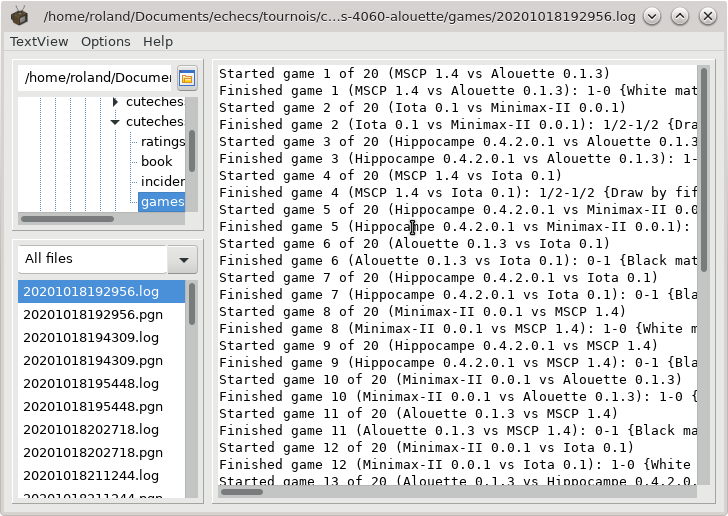 /home/roland/Documents/echecs/tournois/c...s-4060-alouette/games/20201018192956.log
TextView Options Help
/home/roland/Documen
cuteches
cuteches
ratings
book
inciden
games
All files
20201018192956.log
20201018192956.pgn
20201018194309.log
20201018194309.pgn
20201018195448.log
20201018195448.pgn
20201018202718.log
20201018202718.pgn
20201018211244.log
20201018211244.pgn
Started game 1 of 20 (MSCP 1.4 vs Alouette 0.1.3)
Finished game 1 (MSCP 1.4 vs Alouette 0.1.3): 1-0 {White mat
Started game 2 of 20 (Iota 0.1 vs Minimax-II 0.0.1)
Finished game 2 (Iota 0.1 vs Minimax-II 0.0.1): 1/2-1/2 {Dra
Started game 3 of 20 (Hippocampe 0.4.2.0.1 vs Alouette 0.1.3
Finished game 3 (Hippocampe 0.4.2.0.1 vs Alouette 0.1.3): 1-
Started game 4 of 20 (MSCP 1.4 vs Iota 0.1)
Finished game 4 (MSCP 1.4 vs Iota 0.1): 1/2-1/2 {Draw by fif
Started game 5 of 20 (Hippocampe 0.4.2.0.1 vs Minimax-II 0.0
Finished game 5 (Hippocampe 0.4.2.0.1 vs Minimax-II 0.0.1):
Started game 6 of 20 (Alouette 0.1.3 vs Iota 0.1)
Finished game 6 (Alouette 0.1.3 vs Iota 0.1): 0-1 {Black mat
Started game 7 of 20 (Hippocampe 0.4.2.0.1 vs Iota 0.1)
Finished game 7 (Hippocampe 0.4.2.0.1 vs Iota 0.1): 0-1 {Bla
Started game 8 of 20 (Minimax-II 0.0.1 vs MSCP 1.4)
Finished game 8 (Minimax-II 0.0.1 vs MSCP 1.4): 1-0 {White m
Started game 9 of 20 (Hippocampe 0.4.2.0.1 vs MSCP 1.4)
Finished game 9 (Hippocampe 0.4.2.0.1 vs MSCP 1.4): 0-1 {Bla
Started game 10 of 20 (Minimax-II 0.0.1 vs Alouette 0.1.3)
Finished game 10 (Minimax-II 0.0.1 vs Alouette 0.1.3): 1-0 {
Started game 11 of 20 (Alouette 0.1.3 vs MSCP 1.4)
Finished game 11 (Alouette 0.1.3 vs MSCP 1.4): 0-1 {Black ma
Started game 12 of 20 (Minimax-II 0.0.1 vs Iota 0.1)
Finished game 12 (Minimax-II 0.0.1 vs Iota 0.1): 1-0 {White
Started game 13 of 20 (Alouette 0.1.3 vs Hippocampe 0.4.2.0.